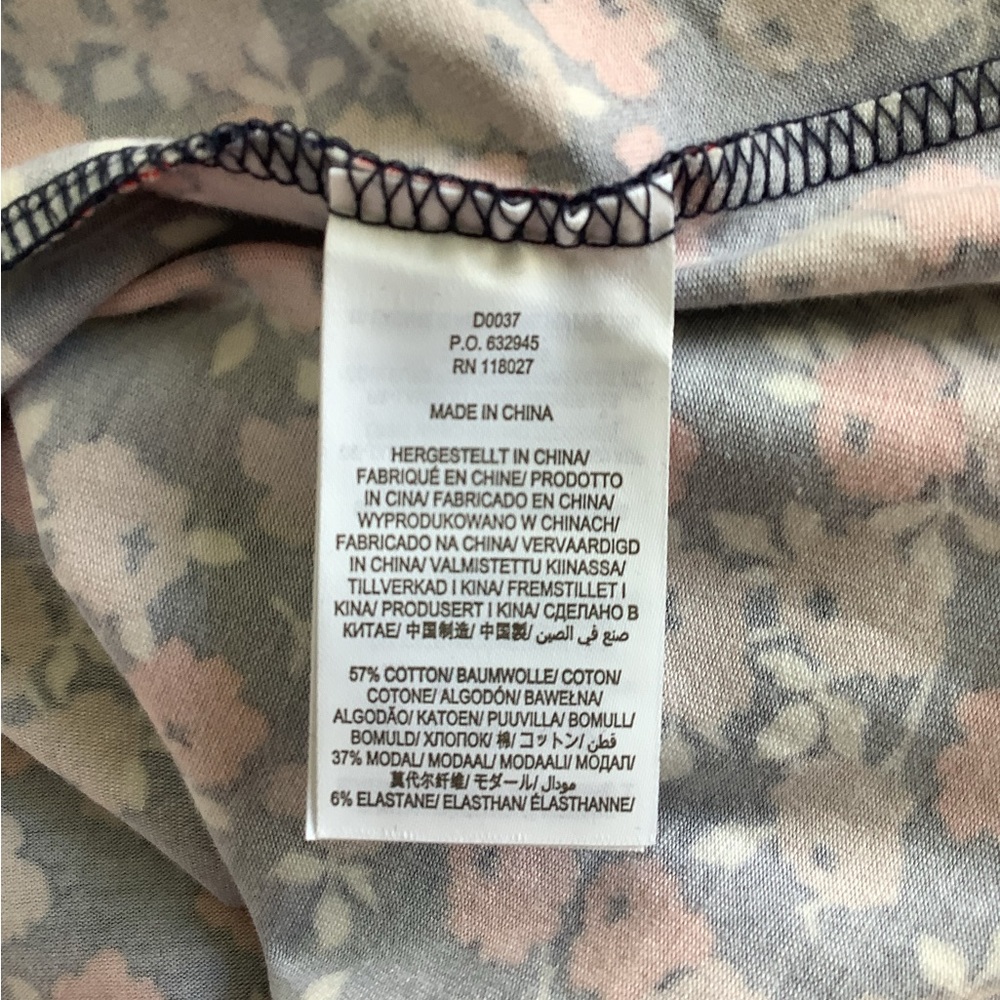 D0037
P.O. 632945
RN 118027
MADE IN CHINA
HERGESTELLT IN CHINA/
FABRIQUÉ EN CHINE/ PRODOTTO
IN CINA/ FABRICADO EN CHINA/
WYPRODUKOWANO W CHINACH/
FABRICADO NA CHINA/ VERVAARDIGD
IN CHINA/ VALMISTETTU KIINASSA/
TILLVERKAD I KINA/ FREMSTILLET I
KINA/ PRODUSERT I KINA/ СДЕЛАНО В
КИТАЕ/ 中国制造/ 中国製/ صنع في الصين
57% COTTON/ BAUMWOLLE/ COTON/
COTONE/ ALGODÓN/ BAWEŁNA/
ALGODÃO/ KATOEN/ PUUVILLA/ BOMULL/
BOMULD/ ХЛОПОК/ 棉/ コットン/ قطن/
37% MODAL/ MODAAL/ MODAALI/ МОДАЛ/
莫代尔纤维/ モダール/ مودال/
6% ELASTANE/ ELASTHAN/ ÉLASTHANNE/